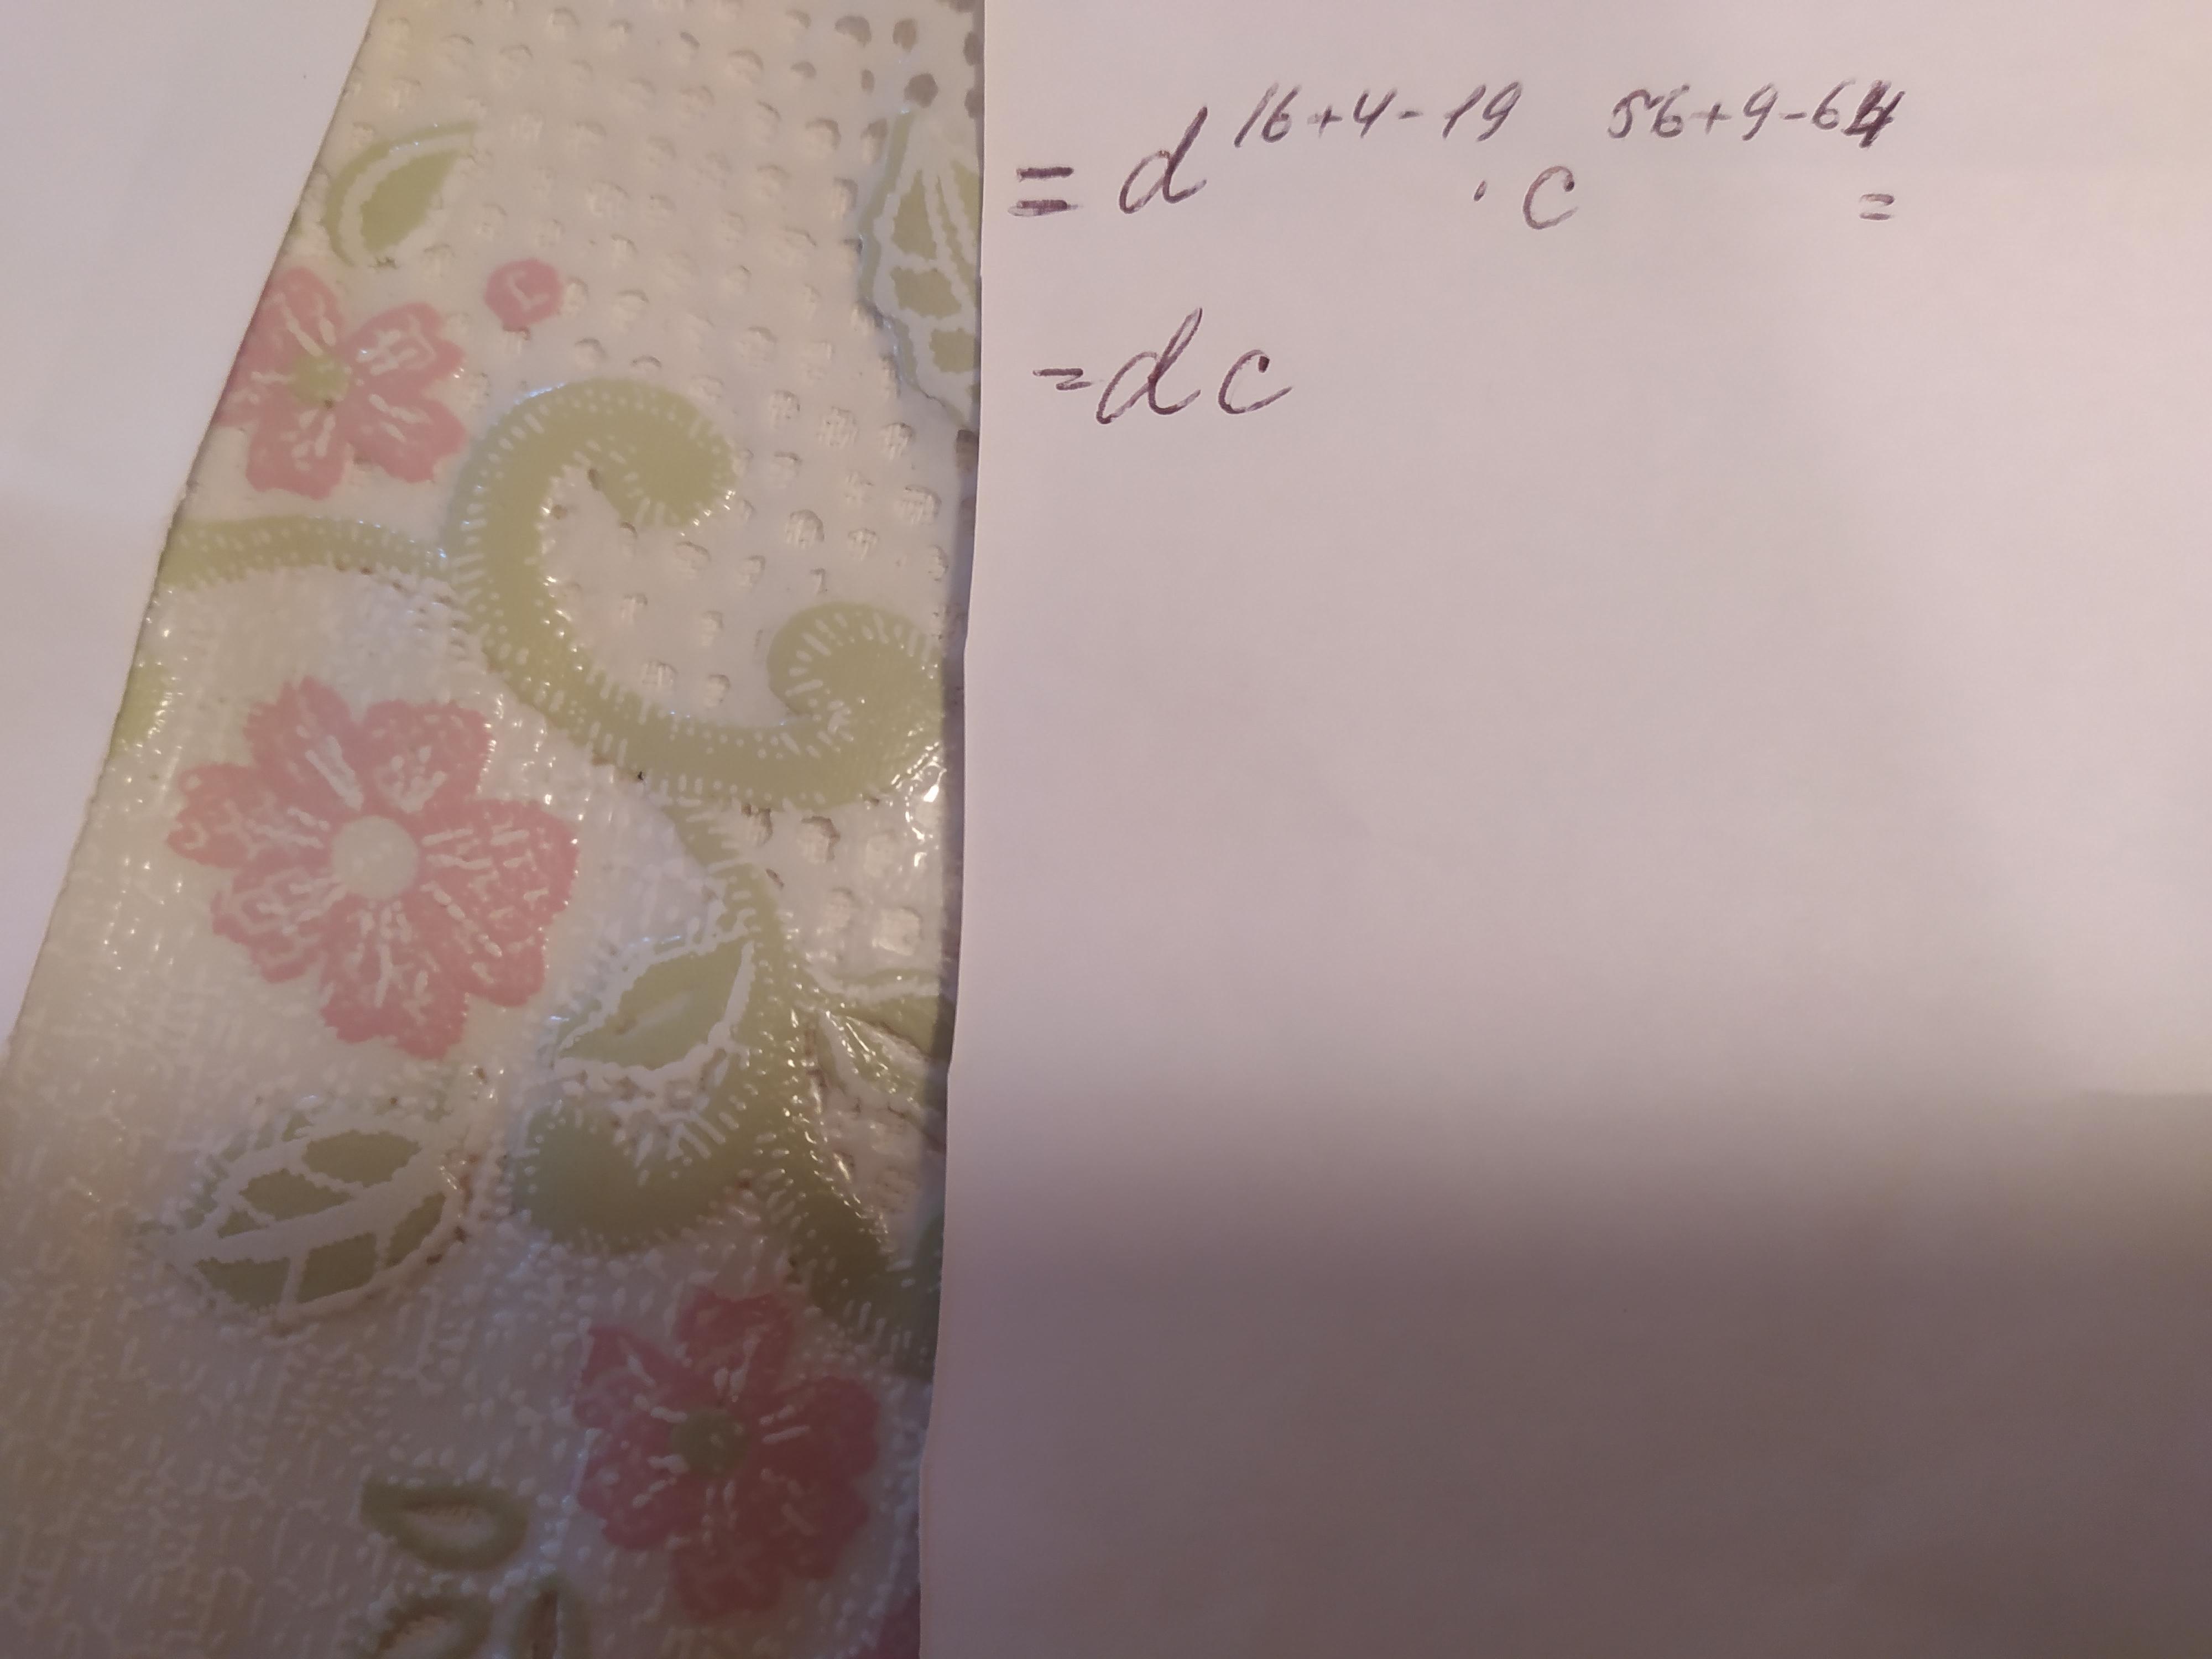 = d^{16+4-19} · c^{56+9-64} =
= dc